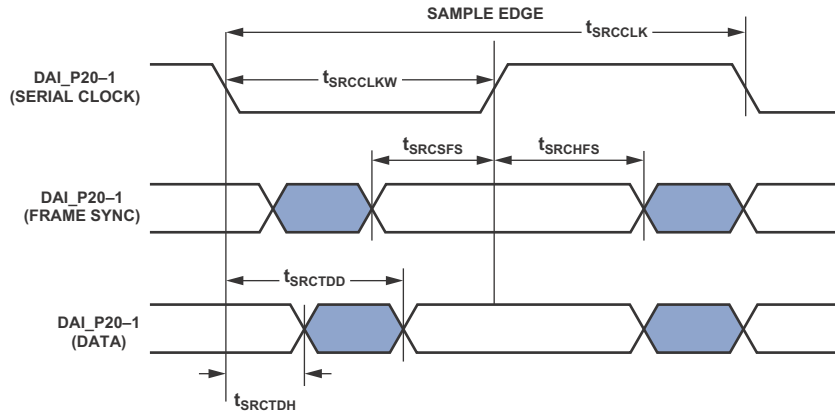 SAMPLE EDGE
tSRCCLK
DAI_P20–1
(SERIAL CLOCK)
tSRCCLKW
tSRCSFS
tSRCHFS
DAI_P20–1
(FRAME SYNC)
tSRCTDD
DAI_P20–1
(DATA)
tSRCTDH